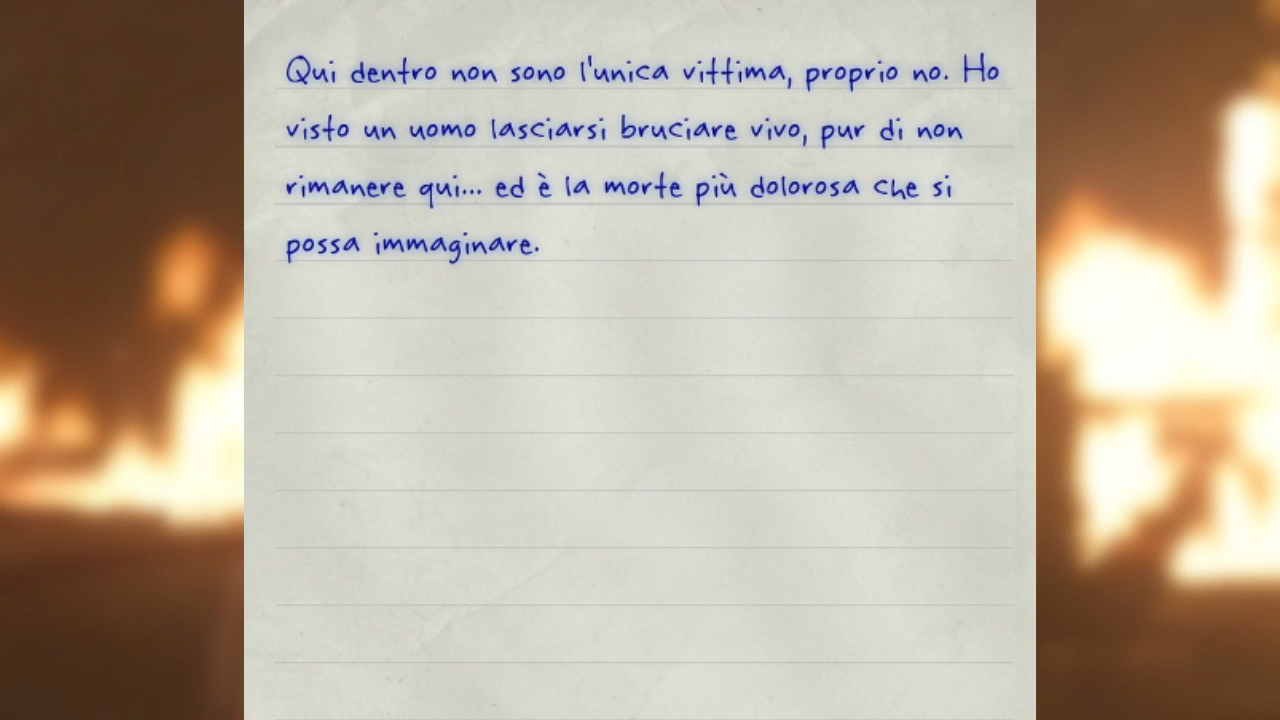 Qui dentro non sono l'unica vittima, proprio no. Ho
visto un uomo lasciarsi bruciare vivo, pur di non
rimanere qui... ed è la morte più dolorosa che si
possa immaginare.